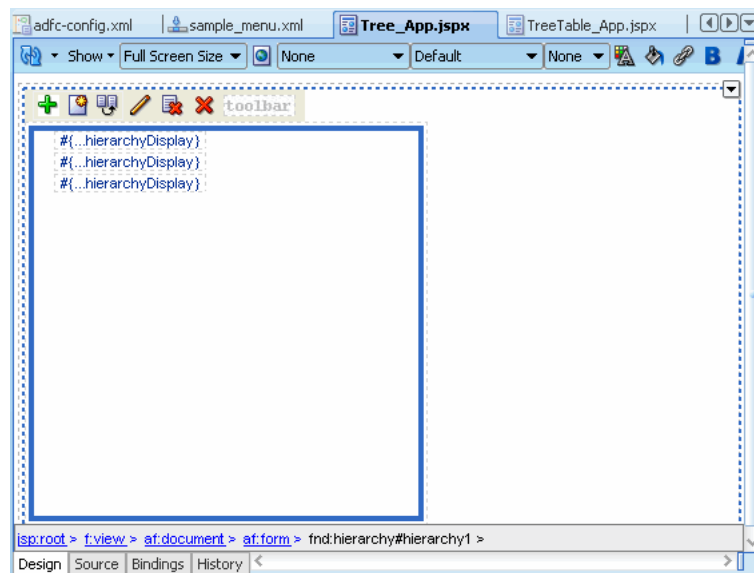 adfc-config.xml sample_menu.xml Tree_App.jspx TreeTable_App.jspx
Show Full Screen Size None Default None B I
toolbar
#{...hierarchyDisplay}
#{...hierarchyDisplay}
#{...hierarchyDisplay}
jsp:root > f:view > af:document > af:form > fnd:hierarchy#hierarchy1 >
Design Source Bindings History